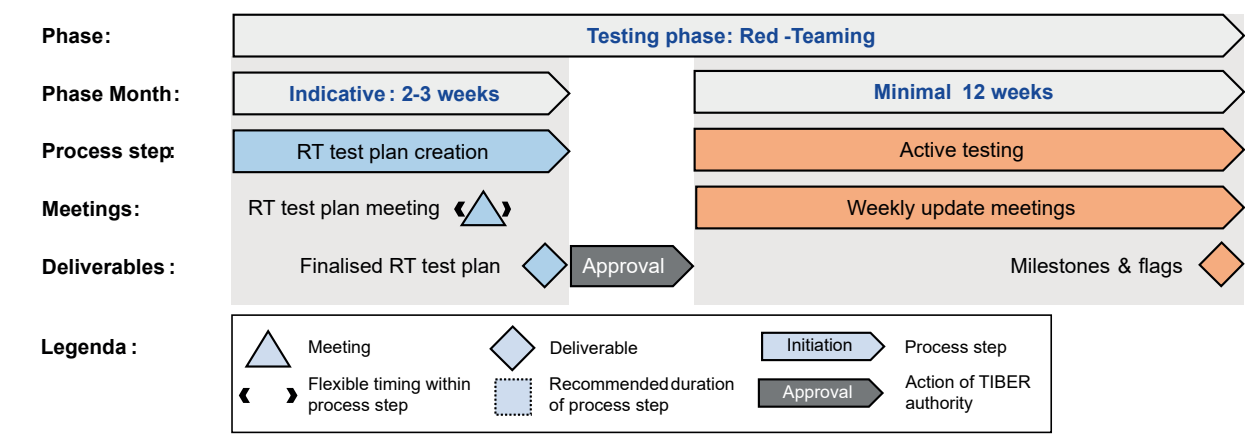 Phase:
Testing phase: Red -Teaming
Phase Month:
Indicative: 2-3 weeks
Minimal 12 weeks
Process step:
RT test plan creation
Active testing
Meetings:
RT test plan meeting
Weekly update meetings
Deliverables :
Finalised RT test plan
Approval
Milestones & flags
Legenda :
Meeting
Deliverable
Initiation
Process step
Flexible timing within
process step
Recommended duration
of process step
Approval
Action of TIBER
authority